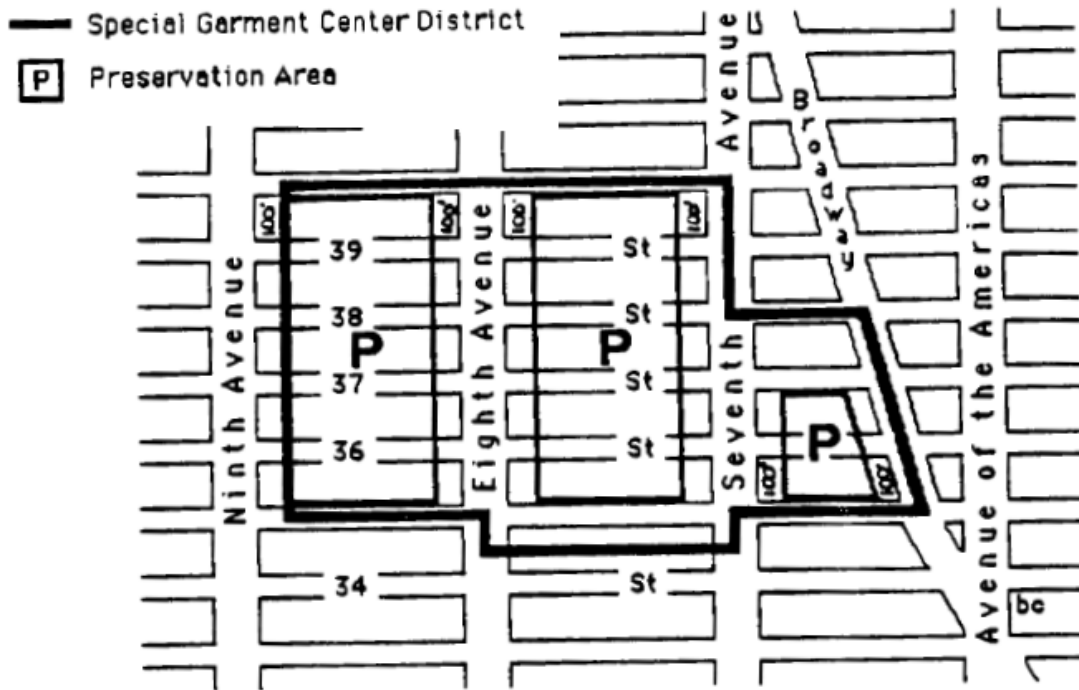 Special Garment Center District
P Preservation Area
Avenue
Broadway
100' 100' 100' 100'
39 St
38 St
P P
37 St
36 St
P
100' 100'
Ninth Avenue
Eighth Avenue
Seventh
Avenue of the Americas
34 St
bc